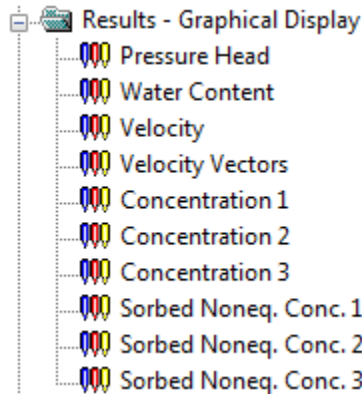 Results - Graphical Display
Pressure Head
Water Content
Velocity
Velocity Vectors
Concentration 1
Concentration 2
Concentration 3
Sorbed Noneq. Conc. 1
Sorbed Noneq. Conc. 2
Sorbed Noneq. Conc. 3